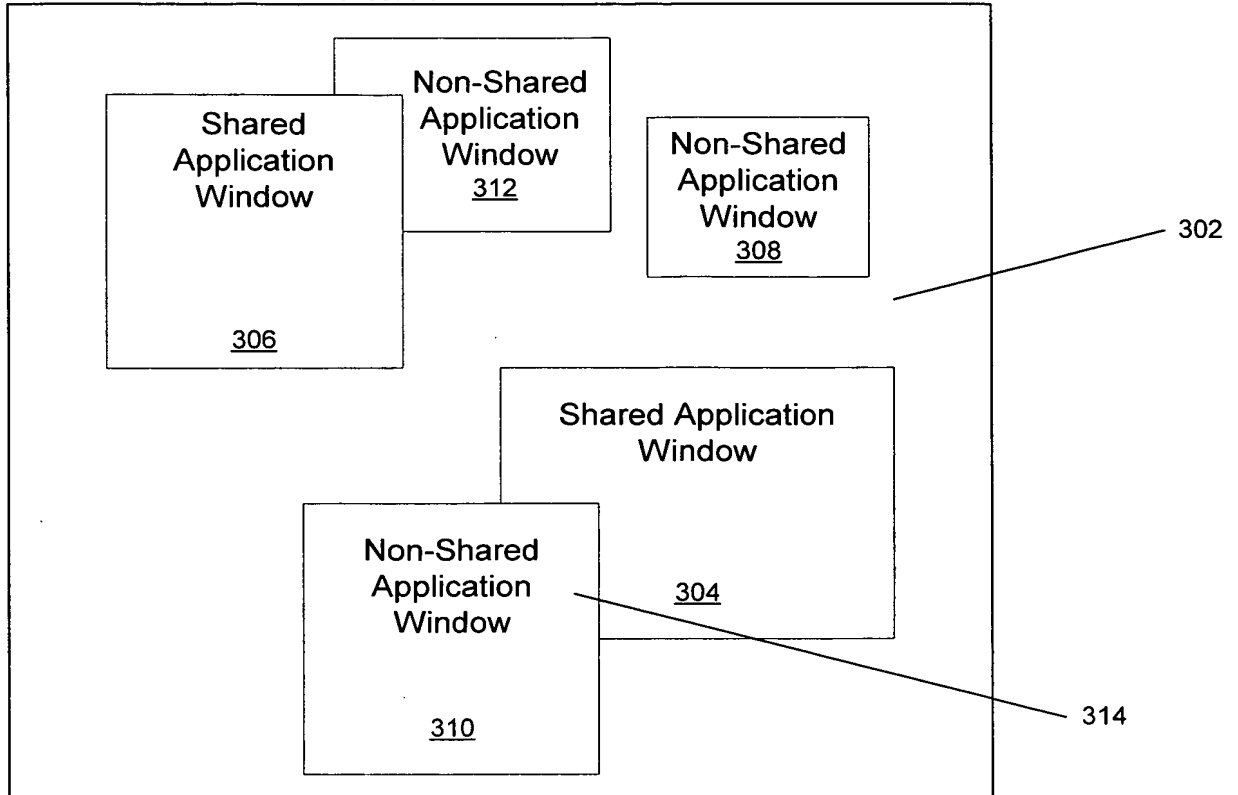 Non-Shared
Application
Window
312
Shared
Application
Window
306
Non-Shared
Application
Window
308
302
Shared Application
Window
304
Non-Shared
Application
Window
310
314